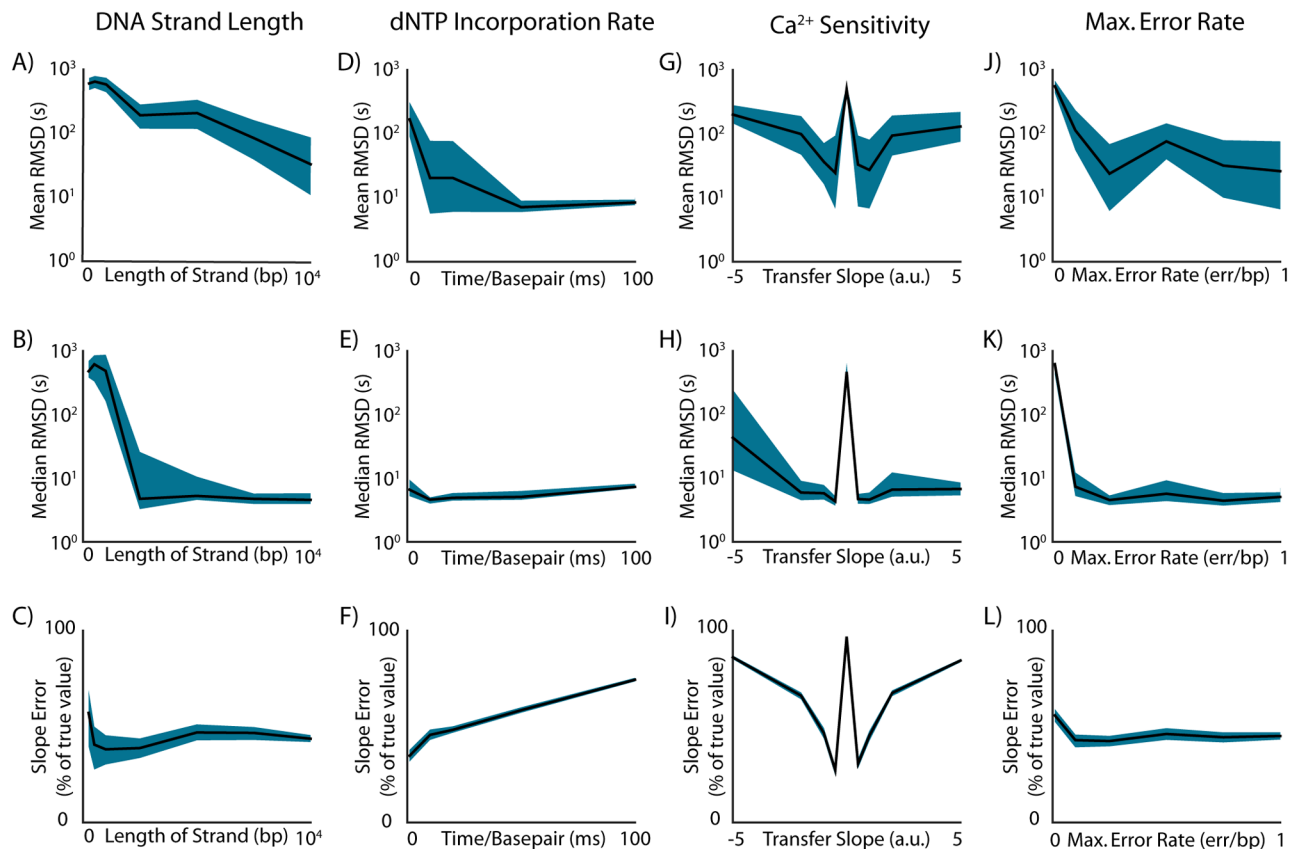 DNA Strand Length
dNTP Incorporation Rate
Ca²⁺ Sensitivity
Max. Error Rate
A)
10³
10²
10¹
10⁰
Mean RMSD (s)
0
Length of Strand (bp)
10⁴
D)
10³
10²
10¹
10⁰
Mean RMSD (s)
0
Time/Basepair (ms)
100
G)
10³
10²
10¹
10⁰
Mean RMSD (s)
-5
Transfer Slope (a.u.)
5
J)
10³
10²
10¹
10⁰
Mean RMSD (s)
0
Max. Error Rate (err/bp)
1
B)
10³
10²
10¹
10⁰
Median RMSD (s)
0
Length of Strand (bp)
10⁴
E)
10³
10²
10¹
10⁰
Median RMSD (s)
0
Time/Basepair (ms)
100
H)
10³
10²
10¹
10⁰
Median RMSD (s)
-5
Transfer Slope (a.u.)
5
K)
10³
10²
10¹
10⁰
Median RMSD (s)
0
Max. Error Rate (err/bp)
1
C)
100
0
Slope Error
(% of true value)
0
Length of Strand (bp)
10⁴
F)
100
0
Slope Error
(% of true value)
0
Time/Basepair (ms)
100
I)
100
0
Slope Error
(% of true value)
-5
Transfer Slope (a.u.)
5
L)
100
0
Slope Error
(% of true value)
0
Max. Error Rate (err/bp)
1